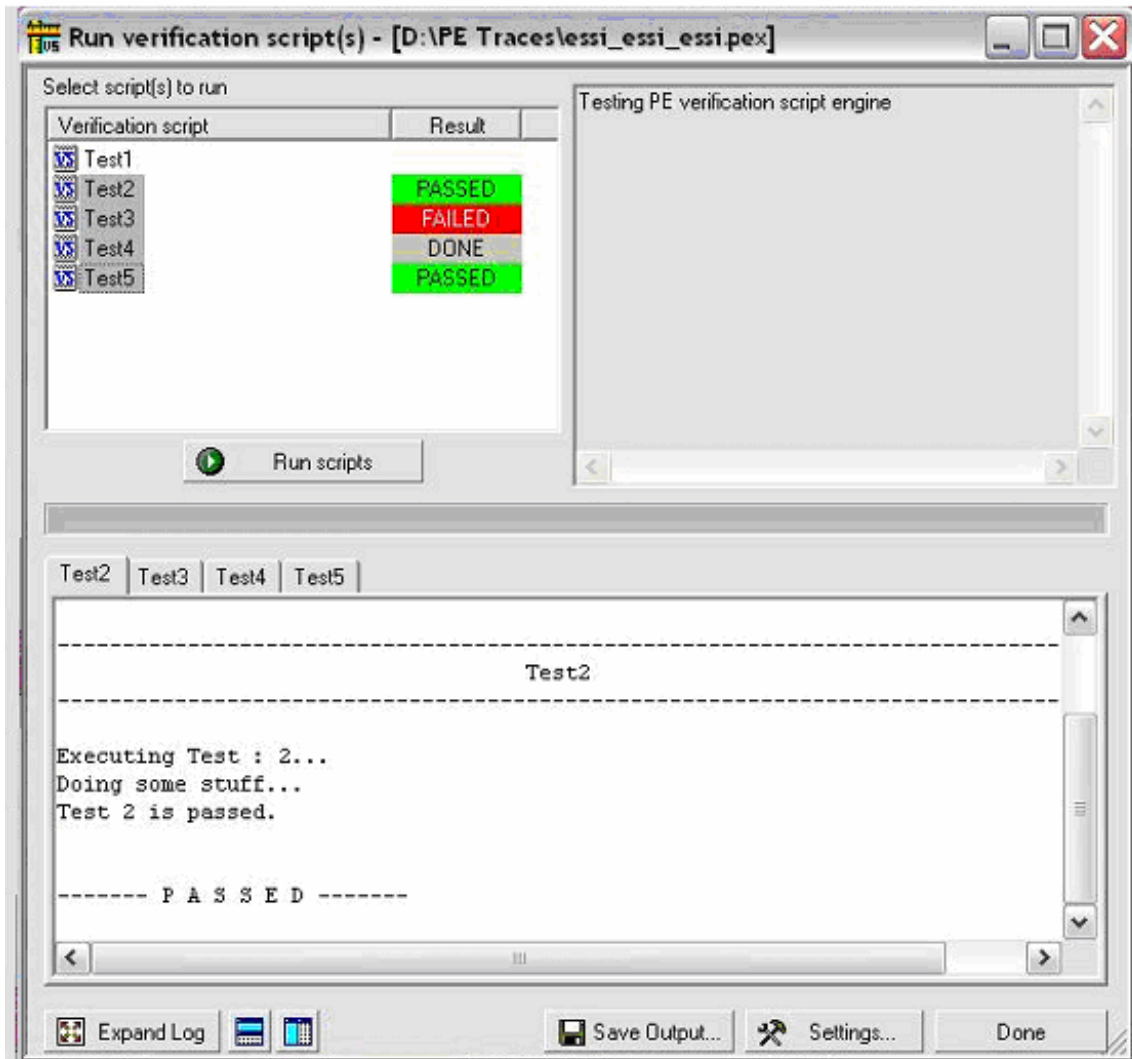 Run verification script(s) - [D:\PE Traces\essi_essi_essi.pex]
Select script(s) to run
Verification script Result
Test1
Test2 PASSED
Test3 FAILED
Test4 DONE
Test5 PASSED
Testing PE verification script engine
Run scripts
Test2 Test3 Test4 Test5
--------------------------------------------------------------------------------
Test2
--------------------------------------------------------------------------------
Executing Test : 2...
Doing some stuff...
Test 2 is passed.
------- P A S S E D -------
Expand Log Save Output... Settings... Done